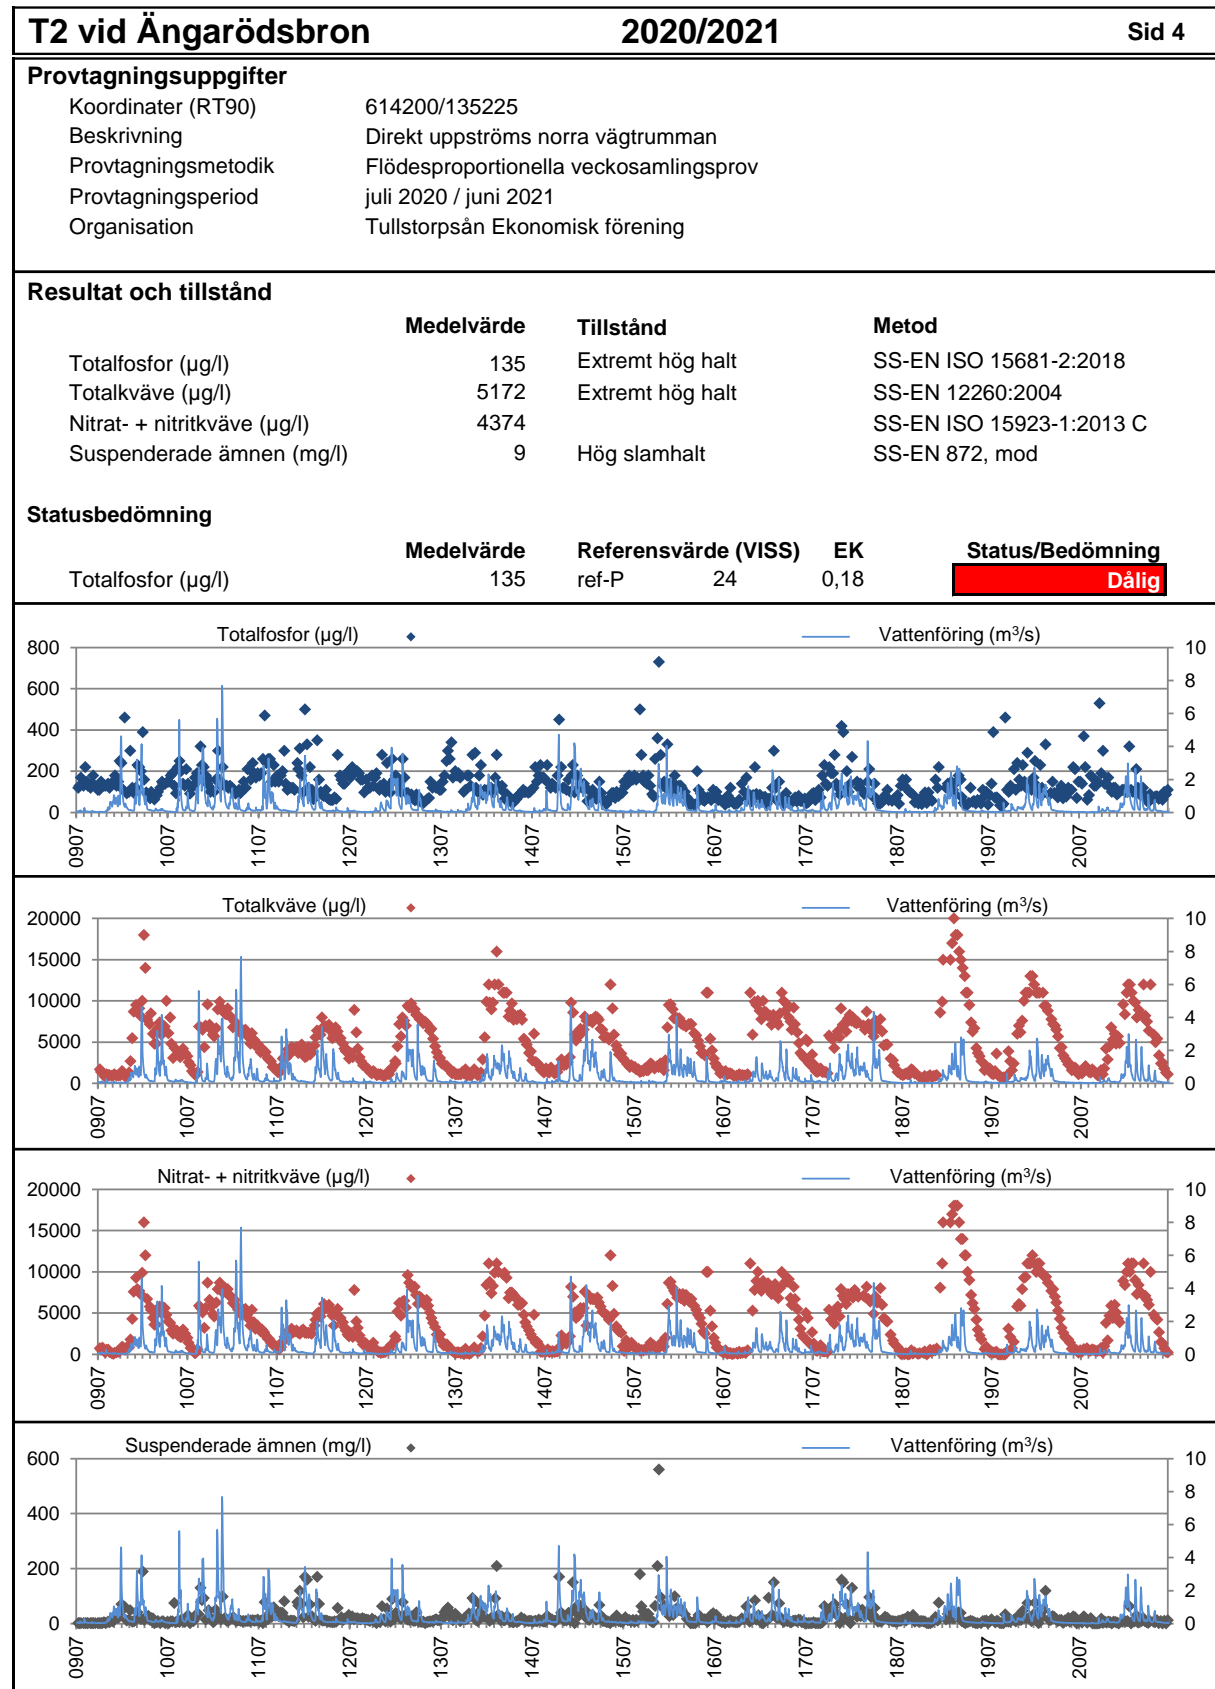 T2 vid Ängarödsbron 2020/2021 Sid 4
Provtagningsuppgifter
Koordinater (RT90) 614200/135225
Beskrivning Direkt uppströms norra vägtrumman
Provtagningsmetodik Flödesproportionella veckosamlingsprov
Provtagningsperiod juli 2020 / juni 2021
Organisation Tullstorpsån Ekonomisk förening
Resultat och tillstånd
Medelvärde Tillstånd Metod
Totalfosfor (µg/l) 135 Extremt hög halt SS-EN ISO 15681-2:2018
Totalkväve (µg/l) 5172 Extremt hög halt SS-EN 12260:2004
Nitrat- + nitritkväve (µg/l) 4374 SS-EN ISO 15923-1:2013 C
Suspenderade ämnen (mg/l) 9 Hög slamhalt SS-EN 872, mod
Statusbedömning
Medelvärde Referensvärde (VISS) EK Status/Bedömning
Totalfosfor (µg/l) 135 ref-P 24 0,18 Dålig
Totalfosfor (µg/l) Vattenföring (m³/s)
800 10
8
600
6
400
4
200
2
0 0
0907 1007 1107 1207 1307 1407 1507 1607 1707 1807 1907 2007
Totalkväve (µg/l) Vattenföring (m³/s)
20000 10
15000 8
10000 6
4
5000
2
0 0
0907 1007 1107 1207 1307 1407 1507 1607 1707 1807 1907 2007
Nitrat- + nitritkväve (µg/l) Vattenföring (m³/s)
20000 10
15000 8
10000 6
4
5000
2
0 0
0907 1007 1107 1207 1307 1407 1507 1607 1707 1807 1907 2007
Suspenderade ämnen (mg/l) Vattenföring (m³/s)
600 10
8
400 6
200 4
2
0 0
0907 1007 1107 1207 1307 1407 1507 1607 1707 1807 1907 2007